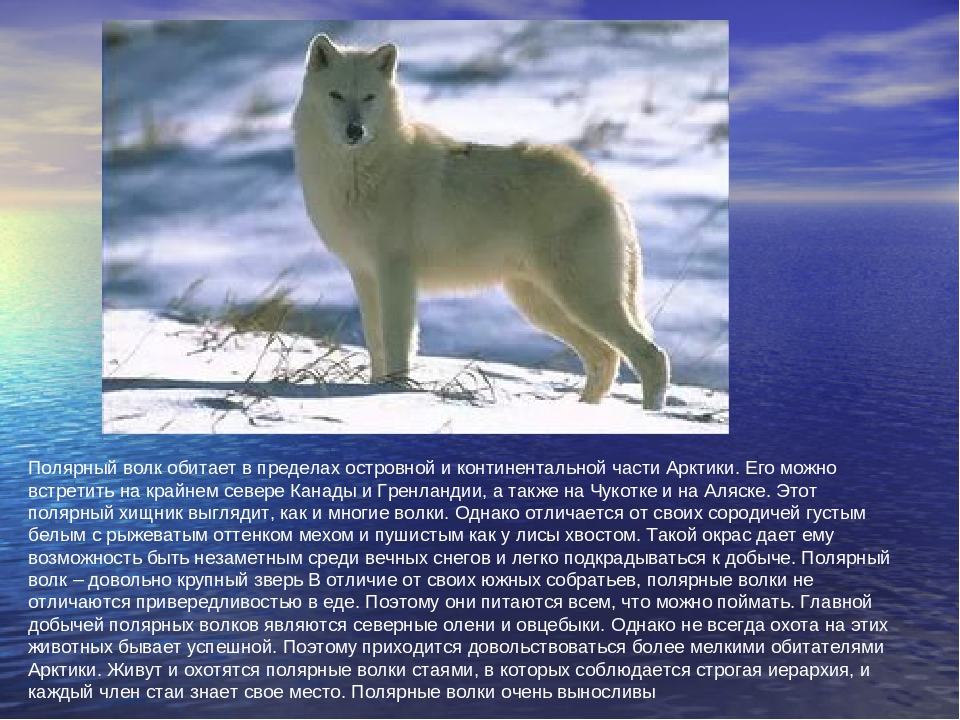 Полярный волк обитает в пределах островной и континентальной части Арктики. Его можно
встретить на крайнем севере Канады и Гренландии, а также на Чукотке и на Аляске. Этот
полярный хищник выглядит, как и многие волки. Однако отличается от своих сородичей густым
белым с рыжеватым оттенком мехом и пушистым как у лисы хвостом. Такой окрас дает ему
возможность быть незаметным среди вечных снегов и легко подкрадываться к добыче. Полярный
волк – довольно крупный зверь В отличие от своих южных собратьев, полярные волки не
отличаются привередливостью в еде. Поэтому они питаются всем, что можно поймать. Главной
добычей полярных волков являются северные олени и овцебыки. Однако не всегда охота на этих
животных бывает успешной. Поэтому приходится довольствоваться более мелкими обитателями
Арктики. Живут и охотятся полярные волки стаями, в которых соблюдается строгая иерархия, и
каждый член стаи знает свое место. Полярные волки очень выносливы